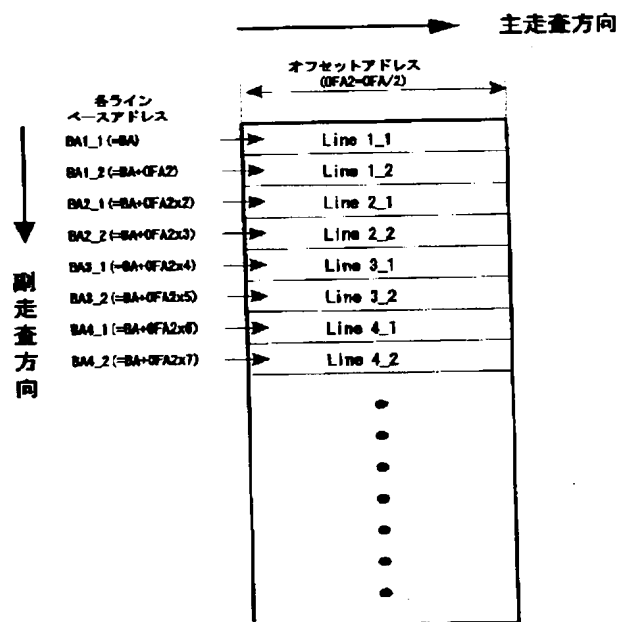 主走査方向
オフセットアドレス
(OFA2=OFA/2)
各ライン
ベースアドレス
BA1_1(=BA)
Line 1_1
BA1_2(=BA+OFA2)
Line 1_2
BA2_1(=BA+OFA2x2)
Line 2_1
BA2_2(=BA+OFA2x3)
Line 2_2
BA3_1(=BA+OFA2x4)
Line 3_1
BA3_2(=BA+OFA2x5)
Line 3_2
BA4_1(=BA+OFA2x6)
Line 4_1
BA4_2(=BA+OFA2x7)
Line 4_2
副走査方向